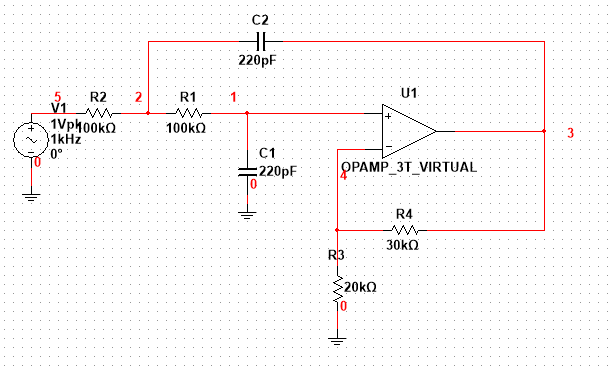 C2
220pF
U1
5
R2
2
R1
1
V1
1Vpk
100kΩ
100kΩ
1kHz
0°
0
3
C1
220pF
0
4
OPAMP_3T_VIRTUAL
R4
30kΩ
R3
20kΩ
0